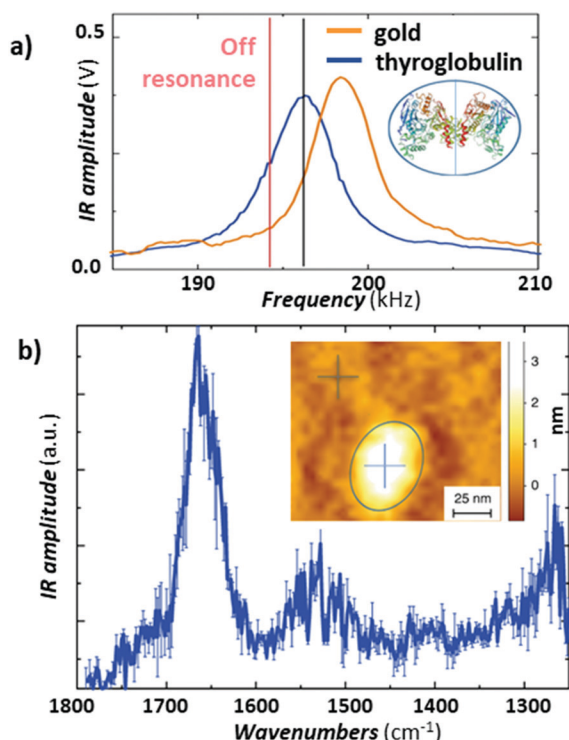 a)
0.5
IR amplitude (V)
0.0
Off
resonance
gold
thyroglobulin
190
200
210
Frequency (kHz)
b)
IR amplitude (a.u.)
3
2
1
0
nm
25 nm
1800
1700
1600
1500
1400
1300
Wavenumbers (cm⁻¹)